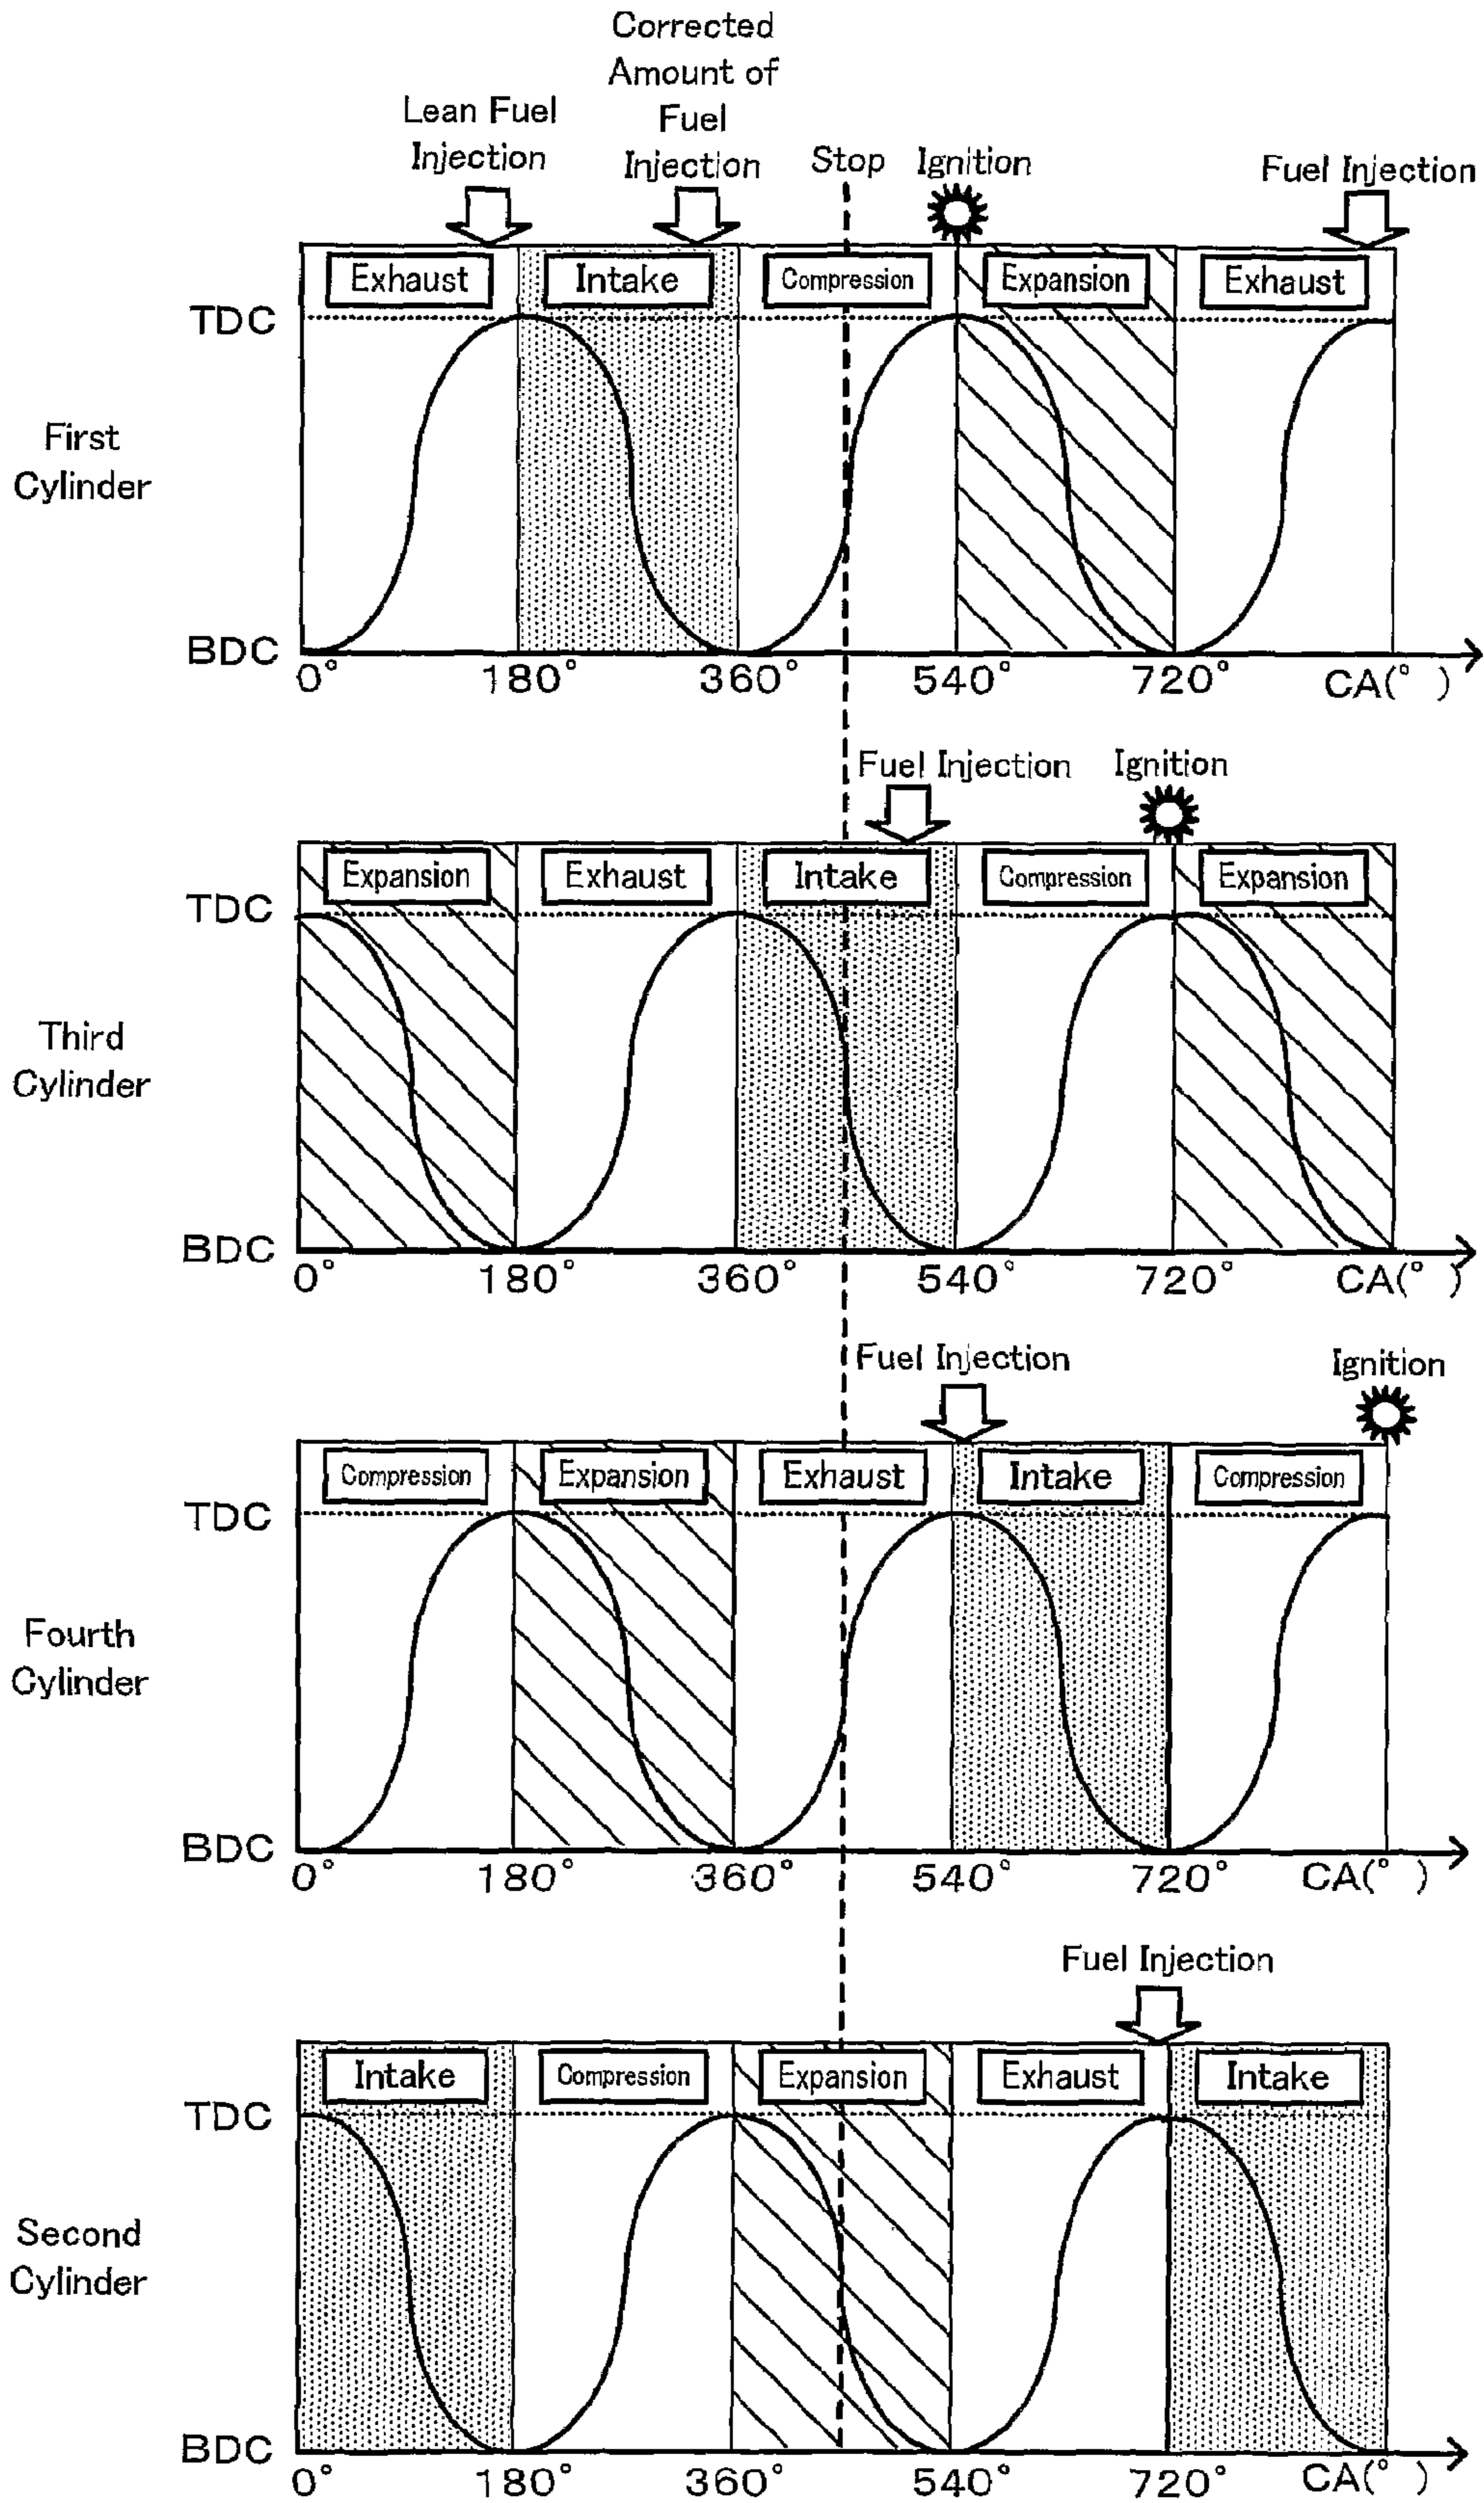 Corrected
Amount of
Fuel
Injection
Lean Fuel
Injection
Stop
Ignition
Fuel Injection
Exhaust
Intake
Compression
Expansion
Exhaust
TDC
First
Cylinder
BDC
0°
180°
360°
540°
720°
CA(° )
Fuel Injection
Ignition
Expansion
Exhaust
Intake
Compression
Expansion
TDC
Third
Cylinder
BDC
0°
180°
360°
540°
720°
CA(° )
Fuel Injection
Ignition
Compression
Expansion
Exhaust
Intake
Compression
TDC
Fourth
Cylinder
BDC
0°
180°
360°
540°
720°
CA(° )
Fuel Injection
Intake
Compression
Expansion
Exhaust
Intake
TDC
Second
Cylinder
BDC
0°
180°
360°
540°
720°
CA(° )